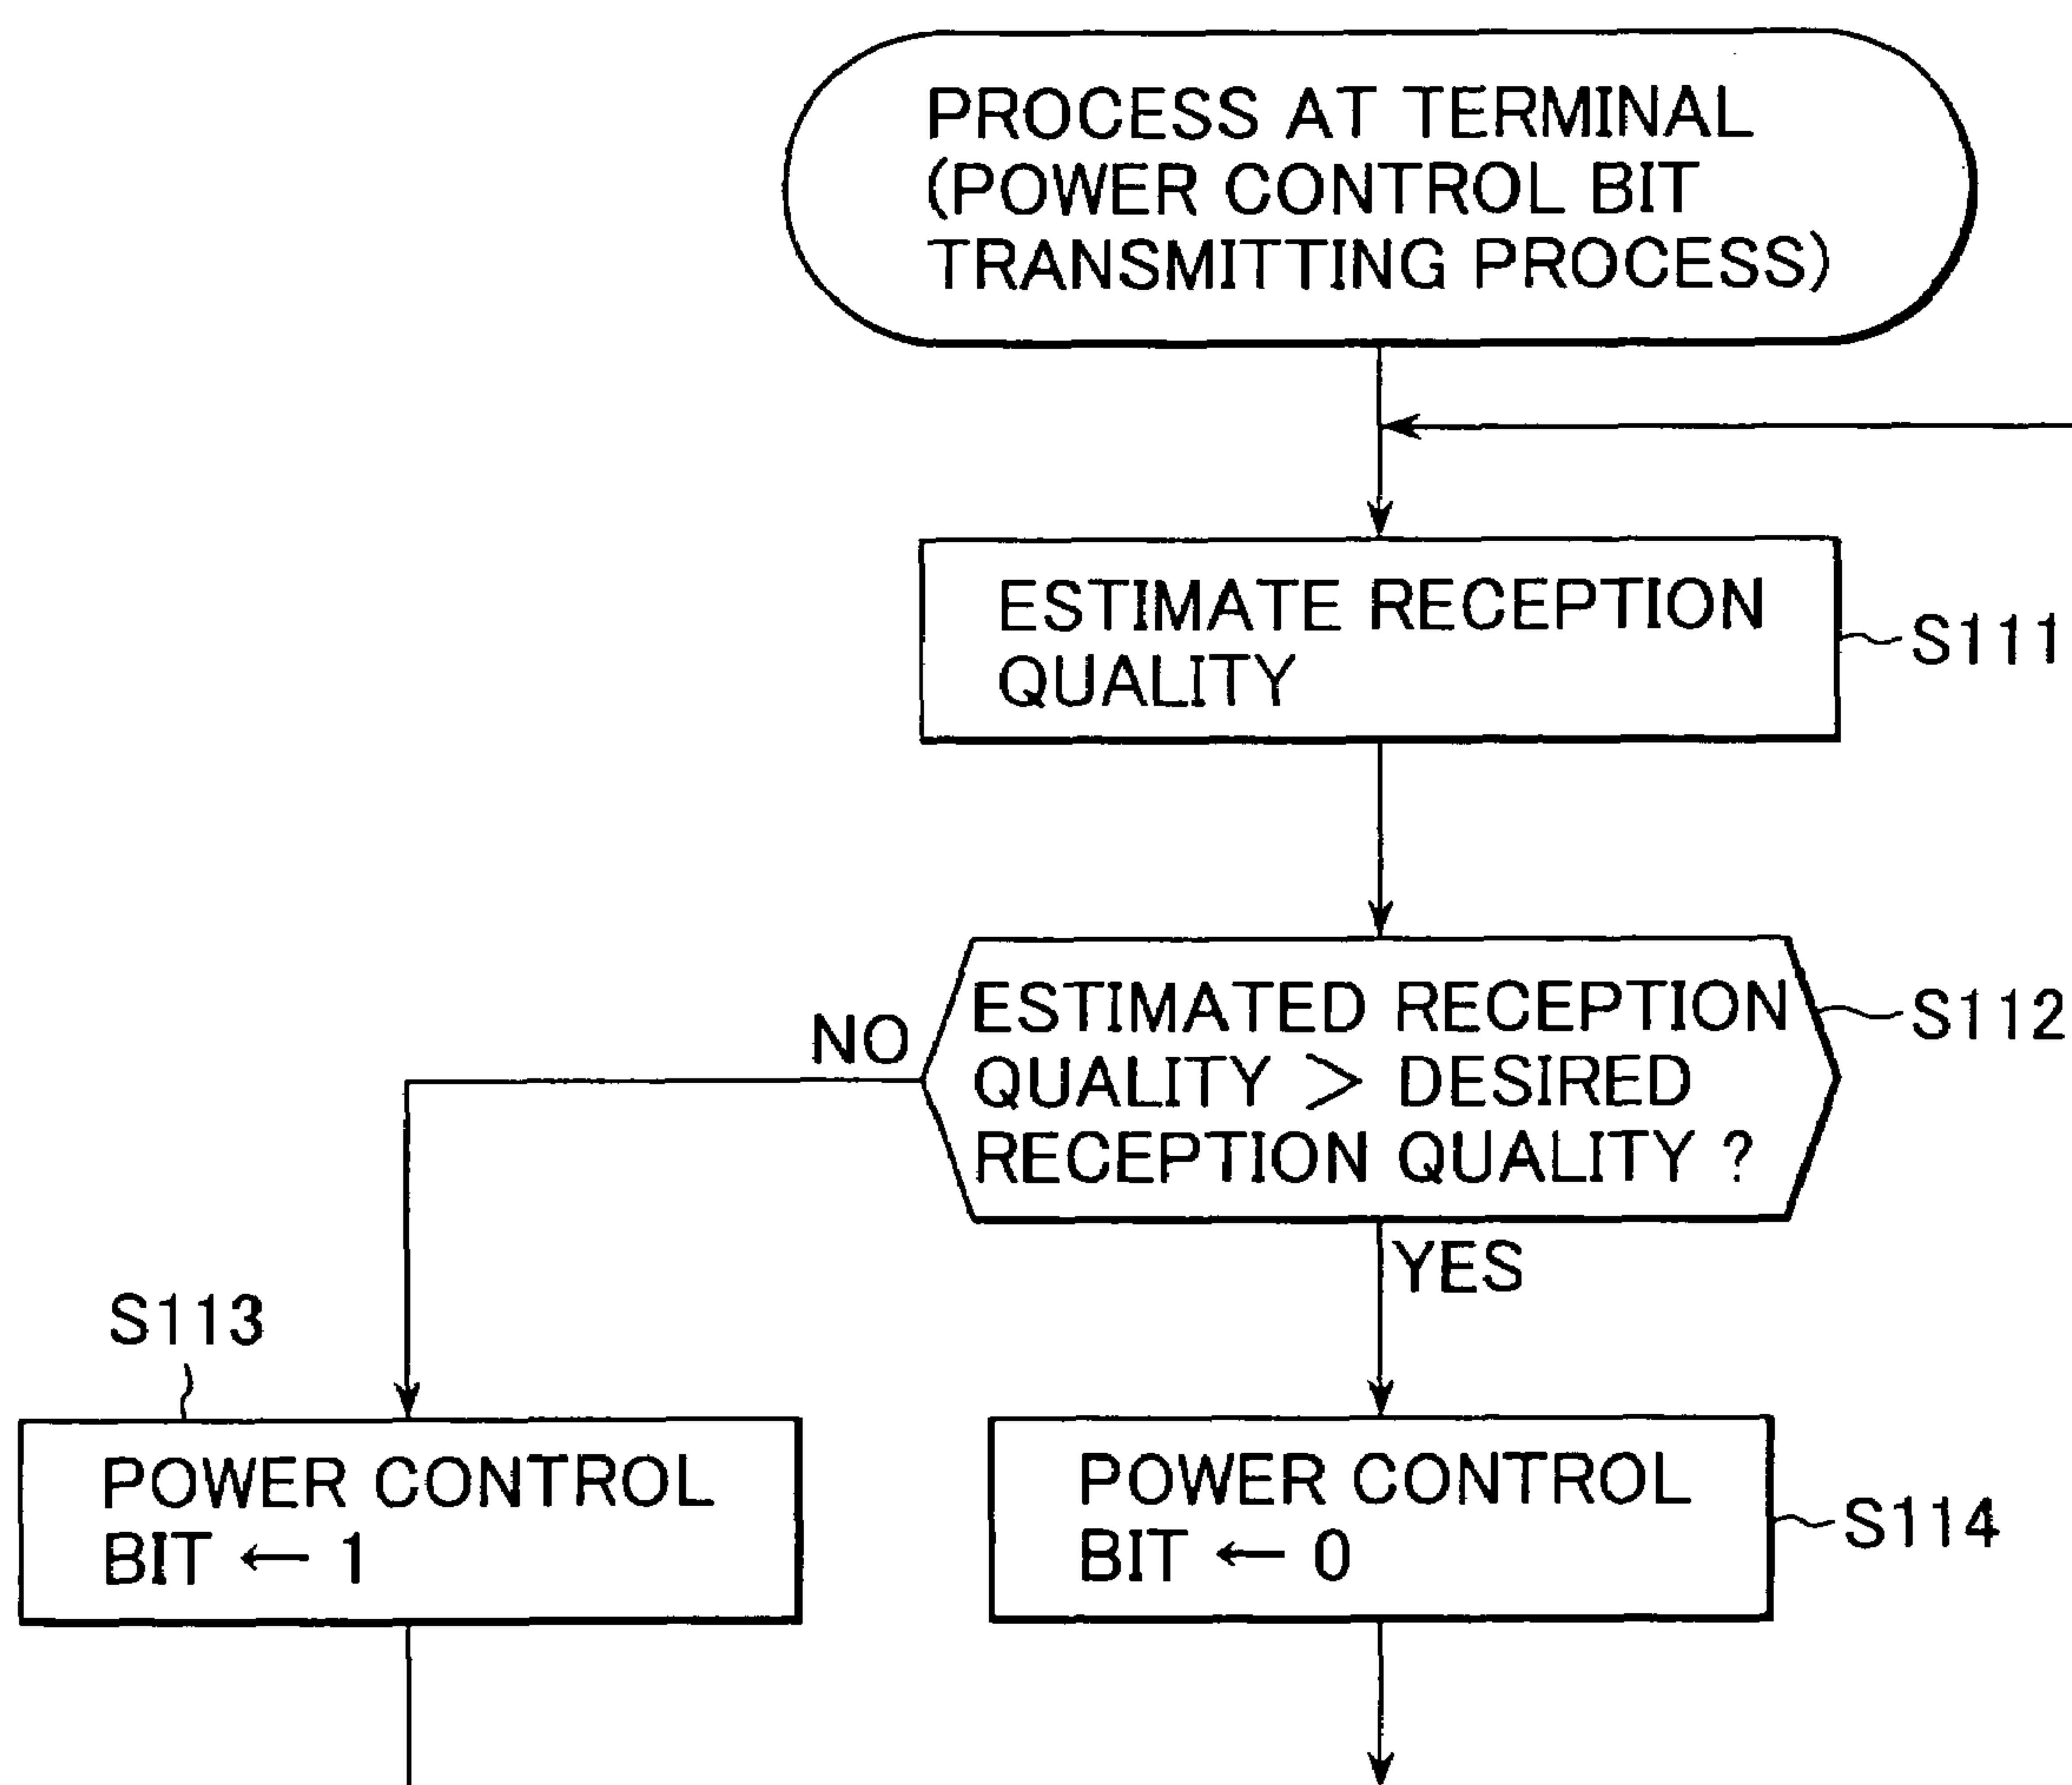 PROCESS AT TERMINAL
(POWER CONTROL BIT
TRANSMITTING PROCESS)
ESTIMATE RECEPTION
QUALITY
S111
ESTIMATED RECEPTION
QUALITY > DESIRED
RECEPTION QUALITY ?
S112
NO
YES
S113
POWER CONTROL
BIT ← 1
POWER CONTROL
BIT ← 0
S114